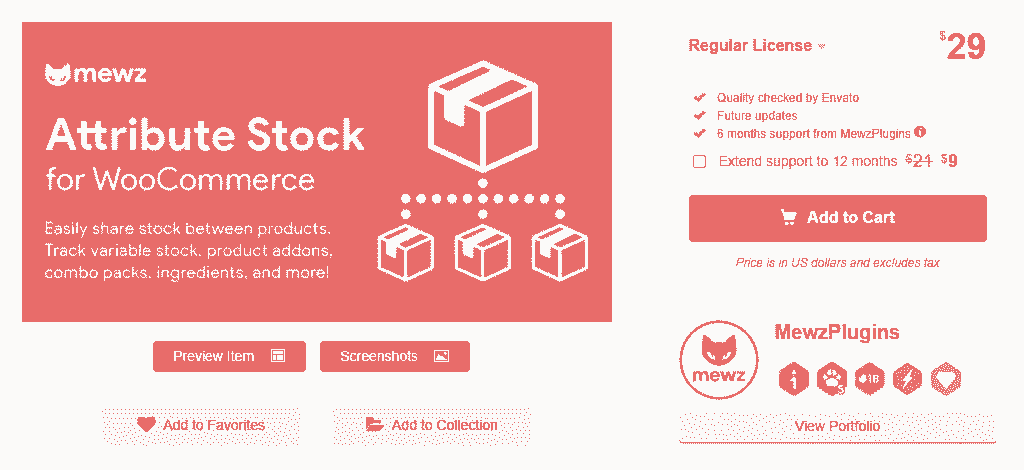 mewz
Attribute Stock
for WooCommerce
Easily share stock between products.
Track variable stock, product addons,
combo packs, ingredients, and more!
Preview Item
Screenshots
Add to Favorites
Add to Collection
Regular License
$29
Quality checked by Envato
Future updates
6 months support from MewzPlugins
Extend support to 12 months $21 $9
Add to Cart
Price is in US dollars and excludes tax
MewzPlugins
mewz
1
5
1B
View Portfolio